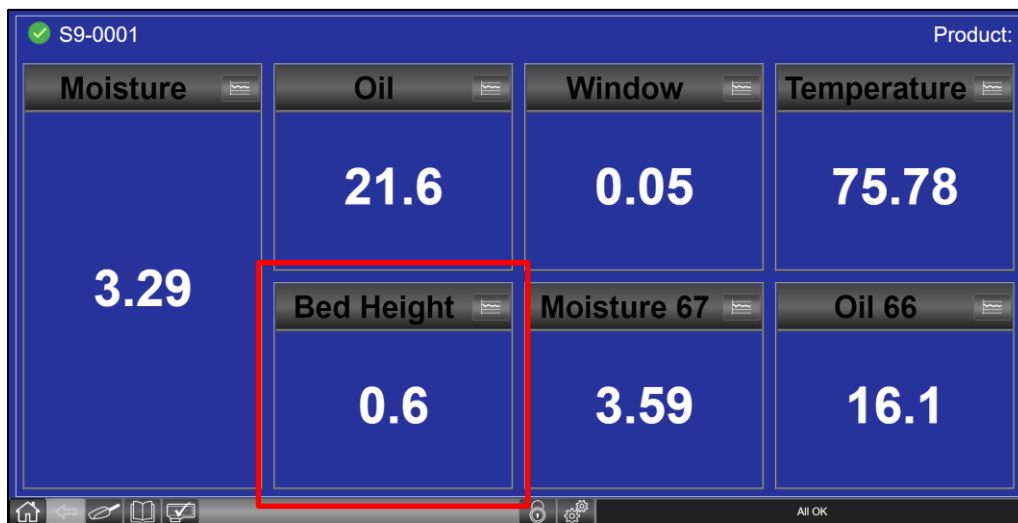 S9-0001
Product:
Moisture
Oil
Window
Temperature
21.6
0.05
75.78
3.29
Bed Height
Moisture 67
Oil 66
0.6
3.59
16.1
All OK